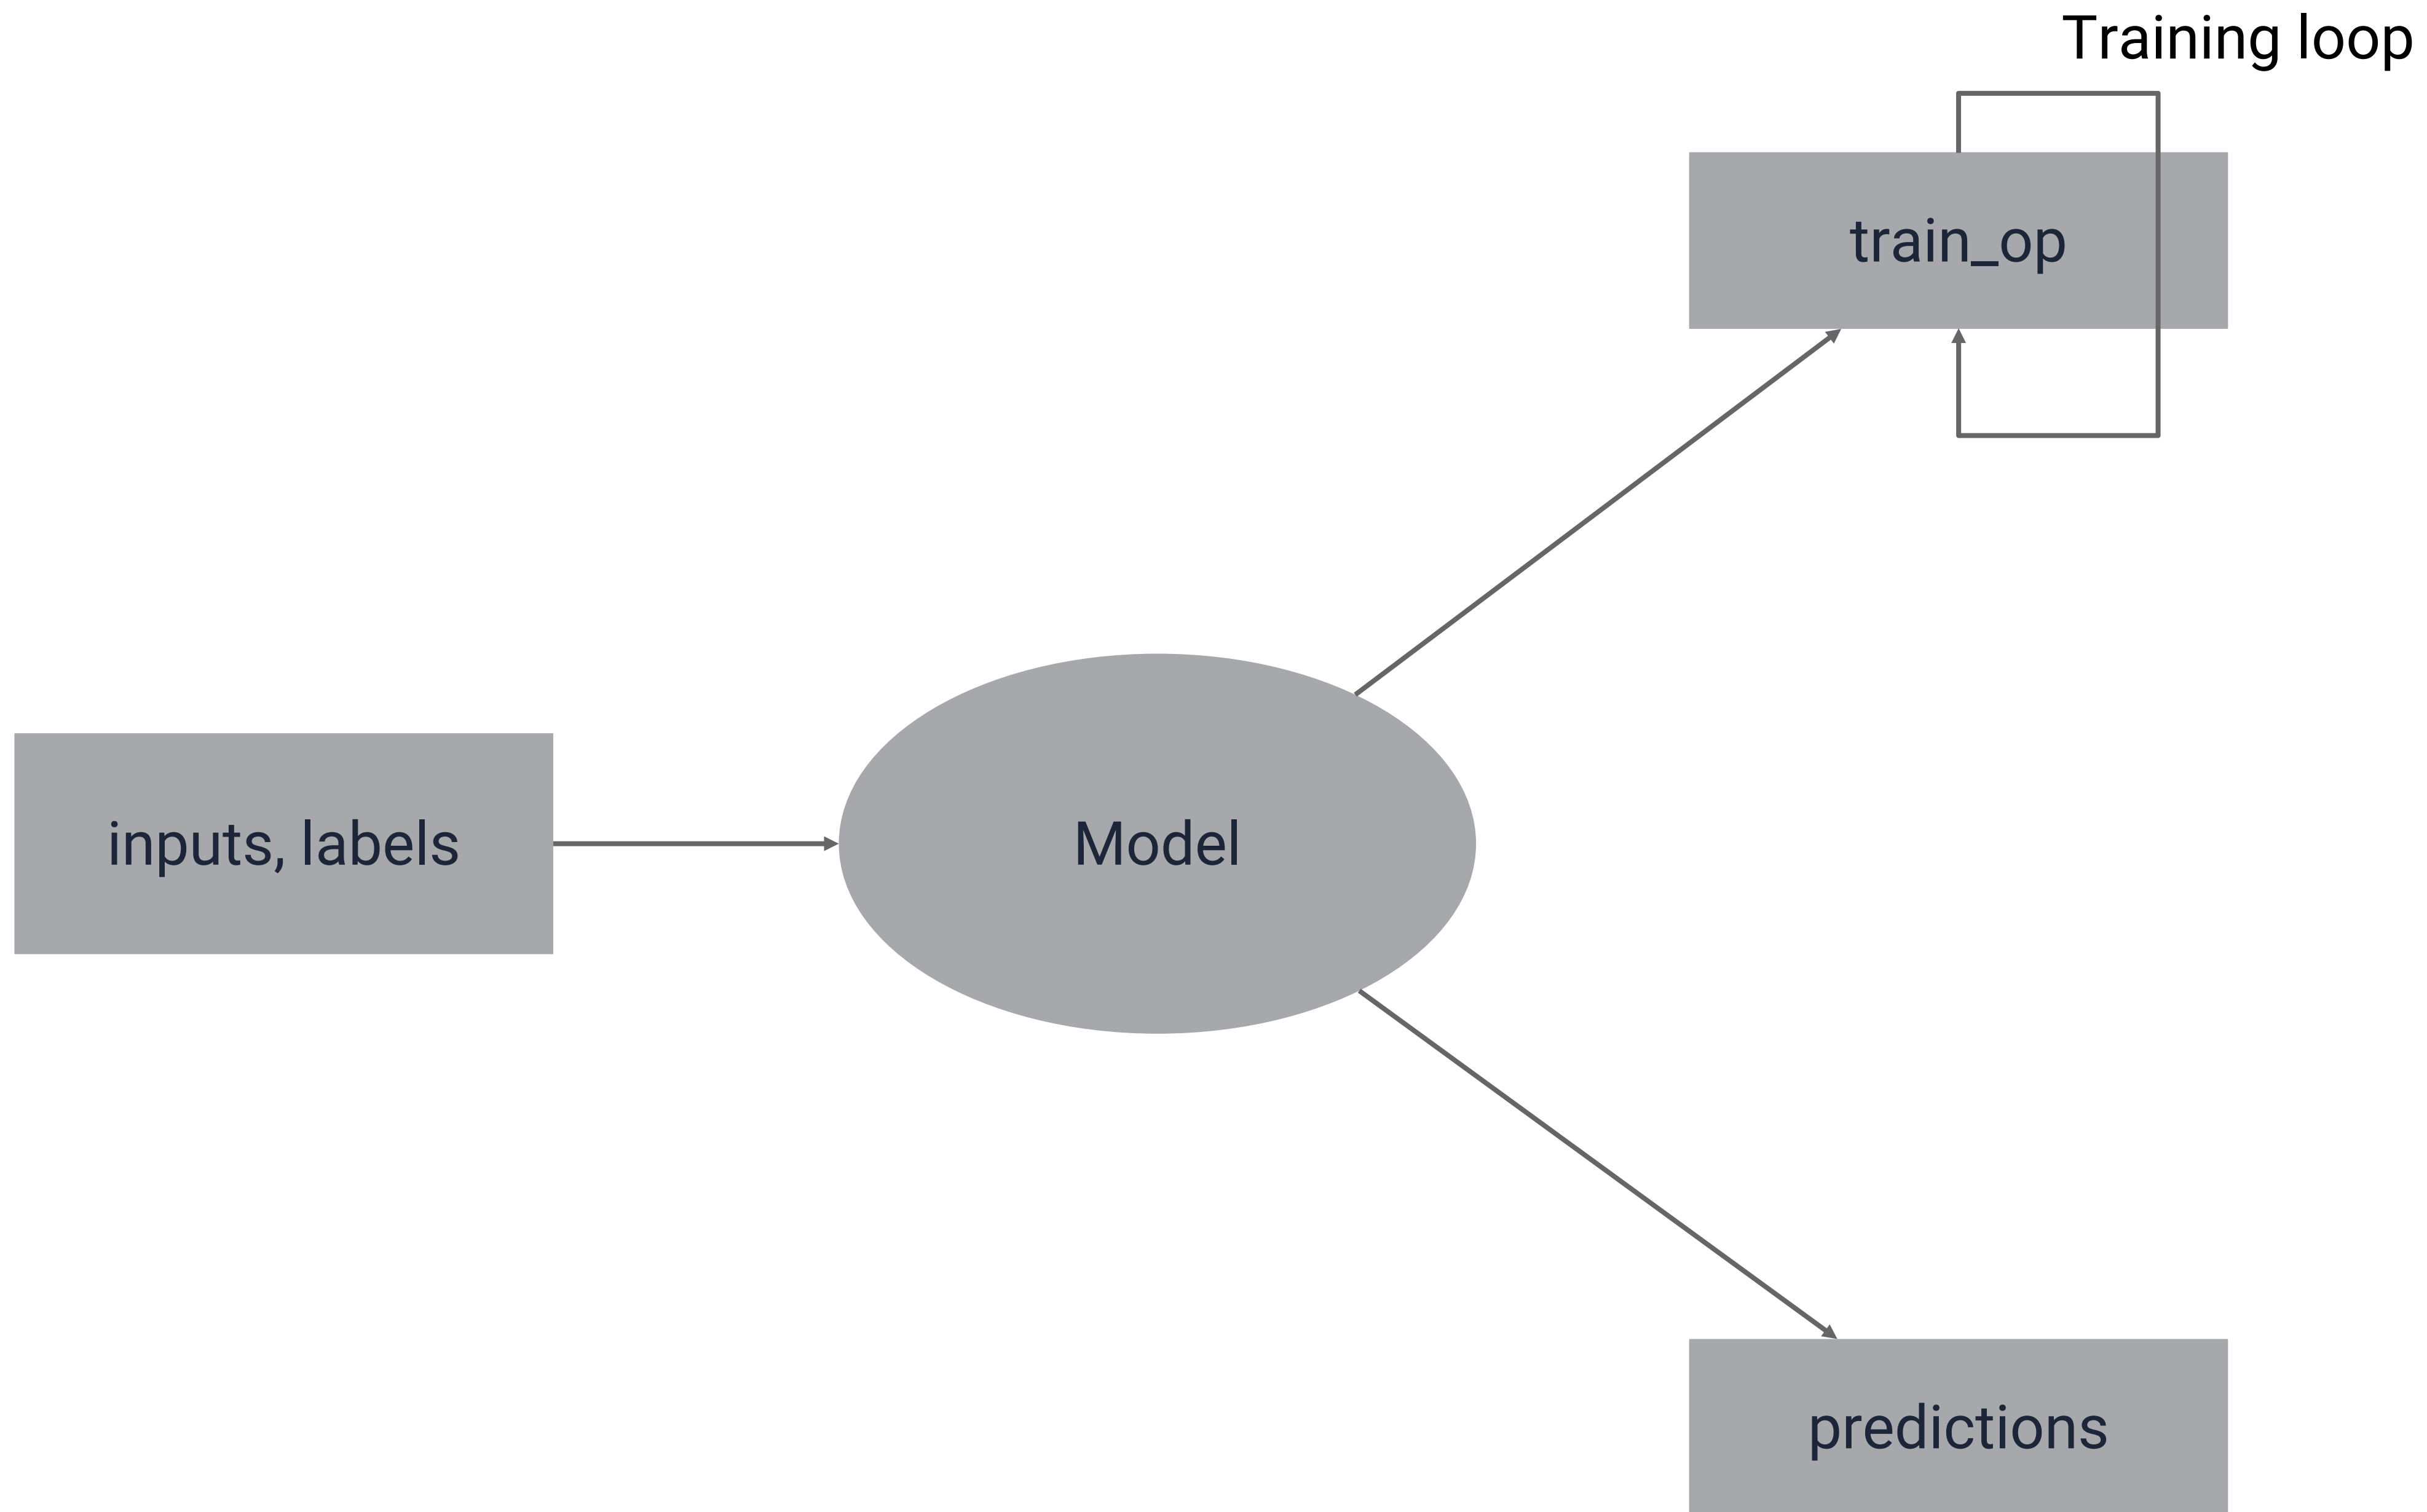 Training loop
train_op
inputs, labels
Model
predictions